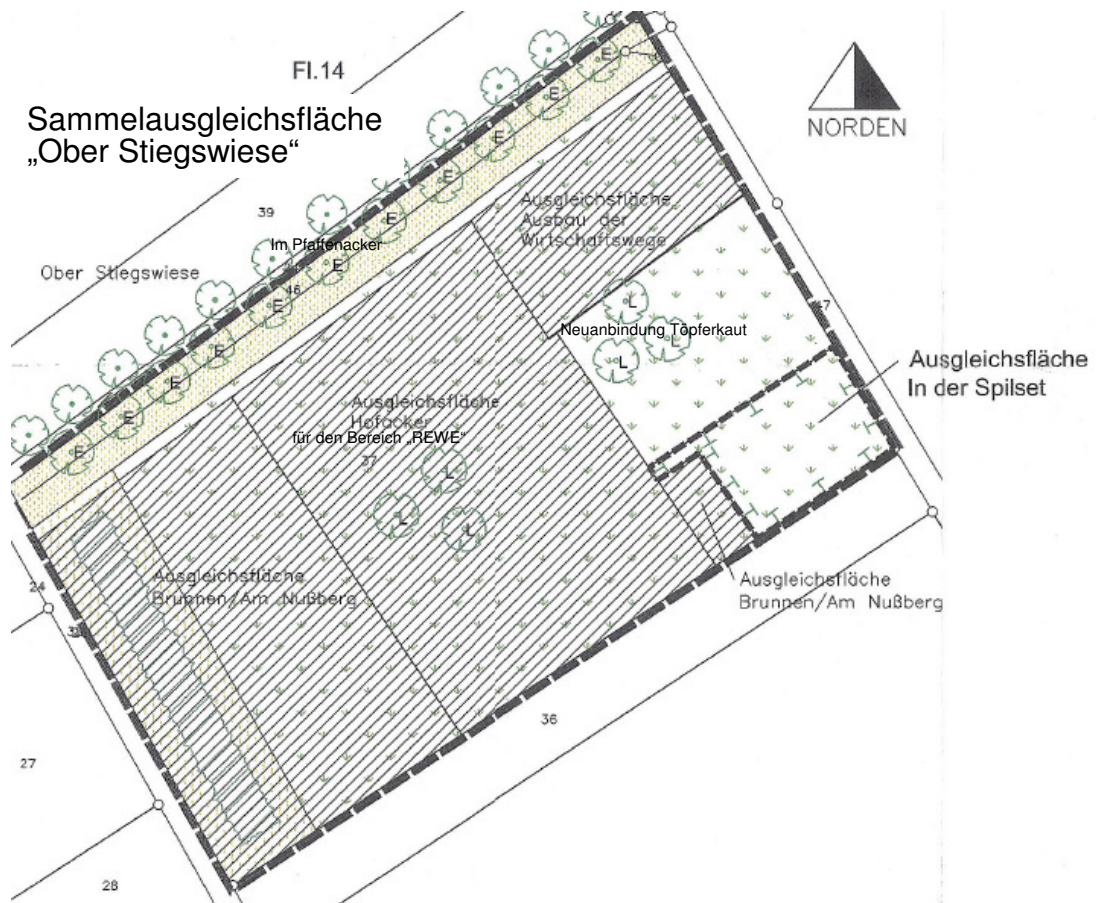 Fl.14
NORDEN
Sammelausgleichsfläche
„Ober Stiegswiese“
39
Im Pfaffenacker
46
Ober Stiegswiese
Ausgleichsfläche
Ausbau der
Wirtschaftswege
E
E
E
E
E
E
E
E
E
E
E
L
L
L
Neuanbindung Töpferkaut
47
Ausgleichsfläche
In der Spilset
Ausgleichsfläche
Hofacker
für den Bereich „REWE“
37
L
L
L
Ausgleichsfläche
Brunnen/Am Nußberg
Ausgleichsfläche
Brunnen/Am Nußberg
24
36
27
28